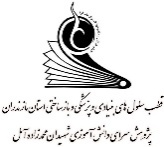 قطب سلول های بنیادی و پزشکی و بازساختی استان مازندران
پژوهش سرای دانش آموزی شهیدان محمدزاده آمل